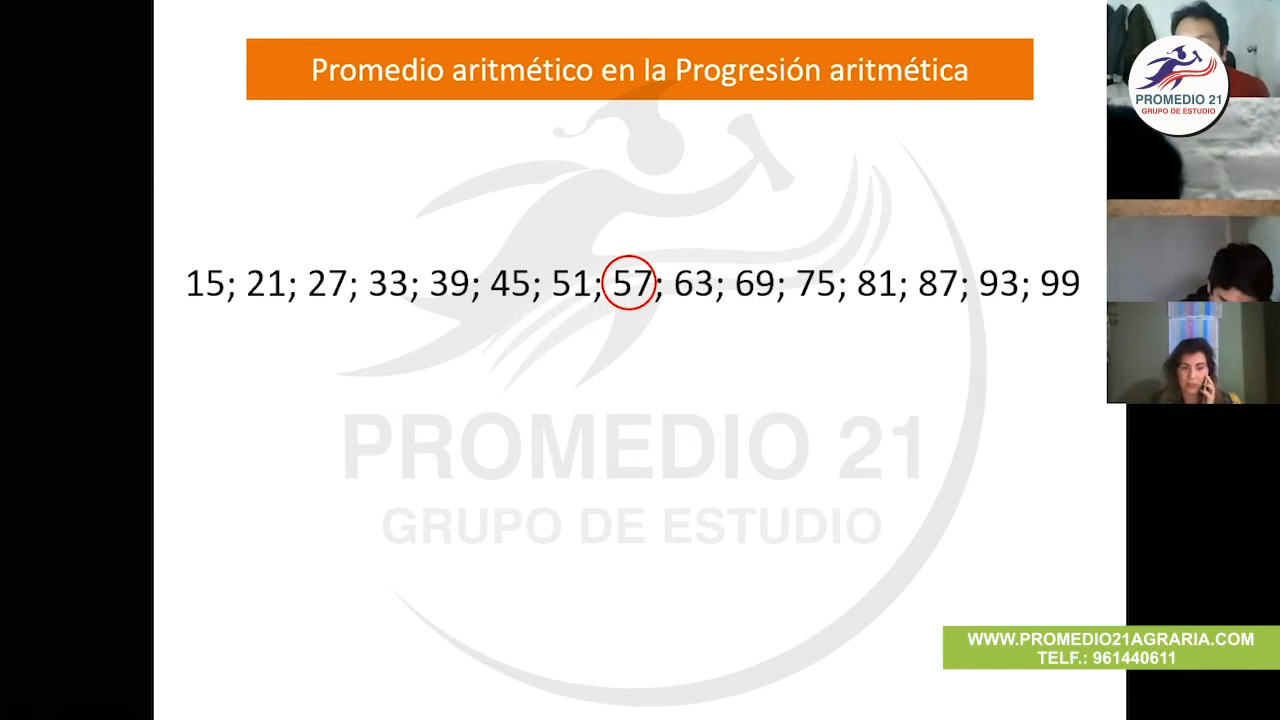 Promedio aritmético en la Progresión aritmética
PROMEDIO 21
GRUPO DE ESTUDIO
15; 21; 27; 33; 39; 45; 51; 57; 63; 69; 75; 81; 87; 93; 99
PROMEDIO 21
GRUPO DE ESTUDIO
WWW.PROMEDIO21AGRARIA.COM
TELF.: 961440611